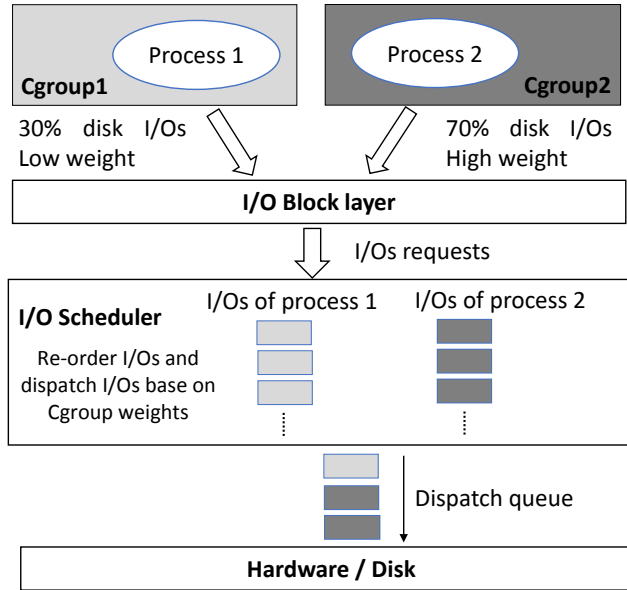 Process 1
Process 2
Cgroup1
Cgroup2
30% disk I/Os
Low weight
70% disk I/Os
High weight
I/O Block layer
I/Os requests
I/Os of process 1
I/Os of process 2
I/O Scheduler
Re-order I/Os and
dispatch I/Os base on
Cgroup weights
Dispatch queue
Hardware / Disk